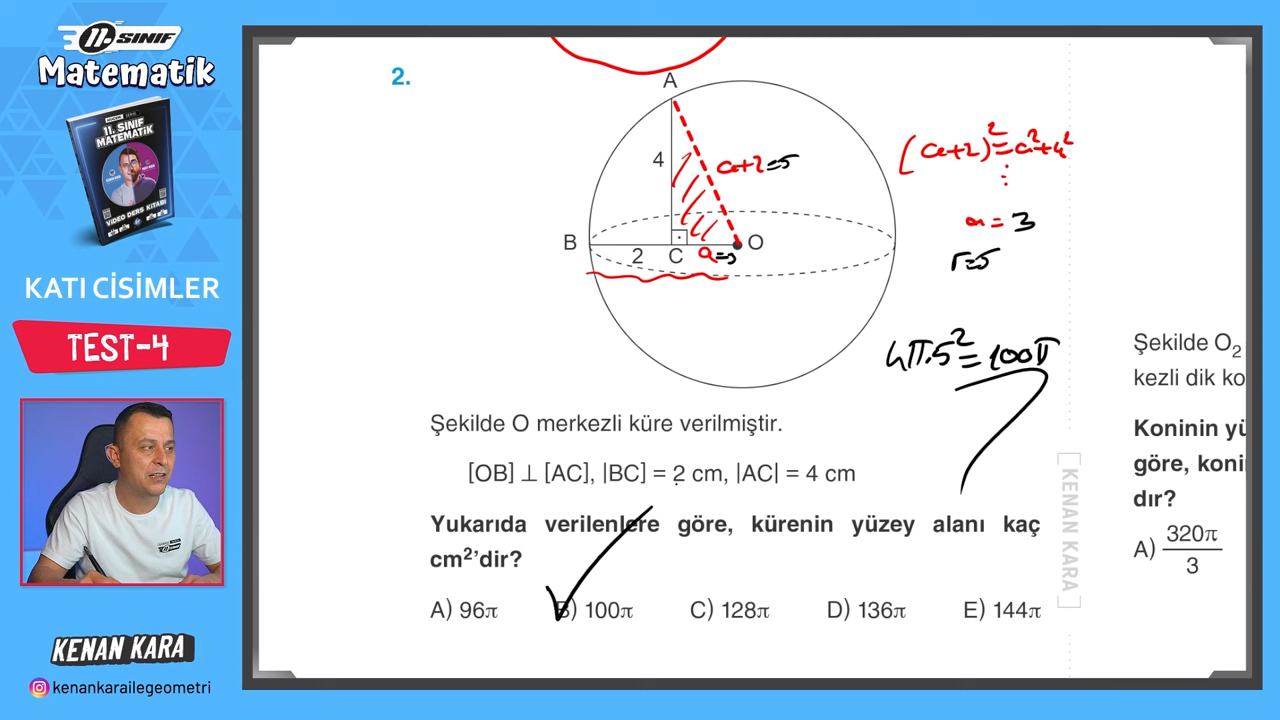 11. SINIF
Matematik
11. SINIF
MATEMATİK
VİDEO DERS KİTABI
KATI CİSİMLER
TEST-4
KENAN KARA
kenankarailegeometri
2.
A
4
a+2=5
B
2
C
a=3
O
(a+2)²=a²+4²
a=3
r=5
4π.5²=100π
Şekilde O merkezli küre verilmiştir.
[OB] ⊥ [AC], |BC| = 2 cm, |AC| = 4 cm
Yukarıda verilenlere göre, kürenin yüzey alanı kaç
cm²'dir?
A) 96π B) 100π C) 128π D) 136π E) 144π
[ KENAN KARA ]
Şekilde O₂
kezli dik ko
Koninin yü
göre, koni
dır?
A) 320π/3